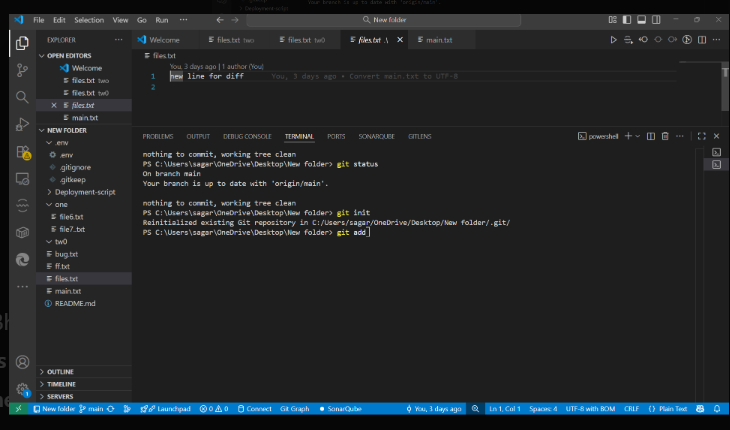 File Edit Selection View Go Run ··· ← → New folder
EXPLORER ···
OPEN EDITORS
Welcome
files.txt two
files.txt tw0
× files.txt
main.txt
NEW FOLDER
.env
.env
.gitignore
.gitkeep
Deployment-script
one
file6.txt
file7_.txt
tw0
bug.txt
ff.txt
files.txt
main.txt
README.md
OUTLINE
TIMELINE
SERVERS
Welcome files.txt two files.txt tw0 files.txt .\ × main.txt
files.txt
You, 3 days ago | 1 author (You)
1 new line for diff You, 3 days ago • Convert main.txt to UTF-8
2
PROBLEMS OUTPUT DEBUG CONSOLE TERMINAL PORTS SONARQUBE GITLENS powershell
nothing to commit, working tree clean
PS C:\Users\sagar\OneDrive\Desktop\New folder> git status
On branch main
Your branch is up to date with 'origin/main'.
nothing to commit, working tree clean
PS C:\Users\sagar\OneDrive\Desktop\New folder> git init
Reinitialized existing Git repository in C:/Users/sagar/OneDrive/Desktop/New folder/.git/
PS C:\Users\sagar\OneDrive\Desktop\New folder> git add
New folder main Launchpad 0 0 Connect Git Graph SonarQube You, 3 days ago Ln 1, Col 1 Spaces: 4 UTF-8 with BOM CRLF {} Plain Text